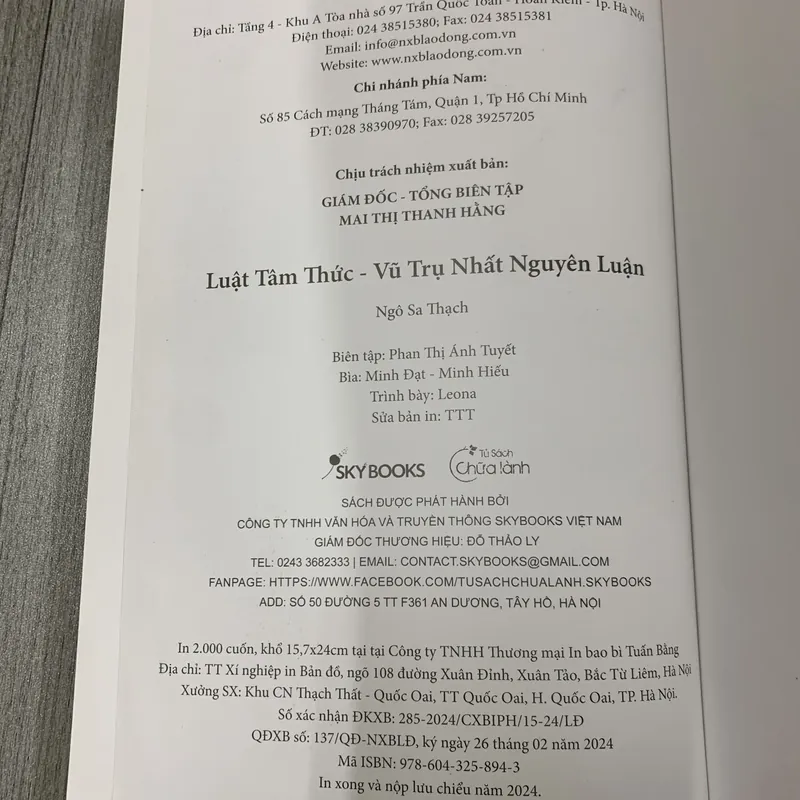 Địa chỉ: Tầng 4 - Khu A Tòa nhà số 97 Trần Quốc Toản - Hoàn Kiếm - Tp. Hà Nội
Điện thoại: 024 38515380; Fax: 024 38515381
Email: info@nxblaodong.com.vn
Website: www.nxblaodong.com.vn
Chi nhánh phía Nam:
Số 85 Cách mạng Tháng Tám, Quận 1, Tp Hồ Chí Minh
ĐT: 028 38390970; Fax: 028 39257205
Chịu trách nhiệm xuất bản:
GIÁM ĐỐC - TỔNG BIÊN TẬP
MAI THỊ THANH HẰNG
Luật Tâm Thức - Vũ Trụ Nhất Nguyên Luận
Ngô Sa Thạch
Biên tập: Phan Thị Ánh Tuyết
Bìa: Minh Đạt - Minh Hiếu
Trình bày: Leona
Sửa bản in: TTT
SKYBOOKS
Tủ Sách
Chữa lành
SÁCH ĐƯỢC PHÁT HÀNH BỞI
CÔNG TY TNHH VĂN HÓA VÀ TRUYỀN THÔNG SKYBOOKS VIỆT NAM
GIÁM ĐỐC THƯƠNG HIỆU: ĐỖ THẢO LY
TEL: 0243 3682333 | EMAIL: CONTACT.SKYBOOKS@GMAIL.COM
FANPAGE: HTTPS://WWW.FACEBOOK.COM/TUSACHCHUALANH.SKYBOOKS
ADD: SỐ 50 ĐƯỜNG 5 TT F361 AN DƯƠNG, TÂY HỒ, HÀ NỘI
In 2.000 cuốn, khổ 15,7x24cm tại tại Công ty TNHH Thương mại In bao bì Tuấn Bằng
Địa chỉ: TT Xí nghiệp in Bản đồ, ngõ 108 đường Xuân Đỉnh, Xuân Tảo, Bắc Từ Liêm, Hà Nội
Xưởng SX: Khu CN Thạch Thất - Quốc Oai, TT Quốc Oai, H. Quốc Oai, TP. Hà Nội.
Số xác nhận ĐKXB: 285-2024/CXBIPH/15-24/LĐ
QĐXB số: 137/QĐ-NXBLĐ, ký ngày 26 tháng 02 năm 2024
Mã ISBN: 978-604-325-894-3
In xong và nộp lưu chiểu năm 2024.